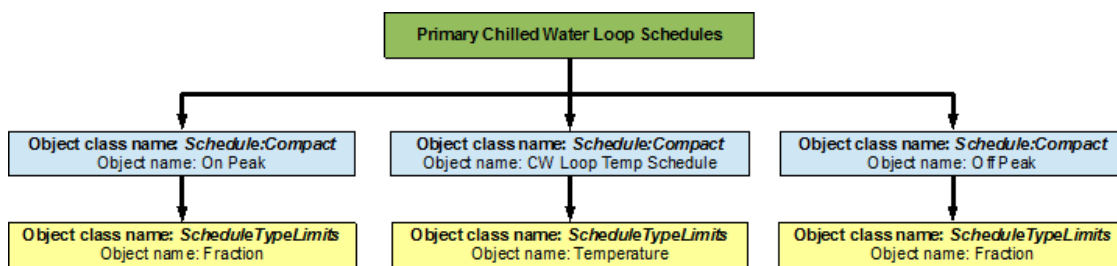 Primary Chilled Water Loop Schedules
Object class name: Schedule:Compact
Object name: On Peak
Object class name: Schedule:Compact
Object name: CW Loop Temp Schedule
Object class name: Schedule:Compact
Object name: Off Peak
Object class name: ScheduleTypeLimits
Object name: Fraction
Object class name: ScheduleTypeLimits
Object name: Temperature
Object class name: ScheduleTypeLimits
Object name: Fraction